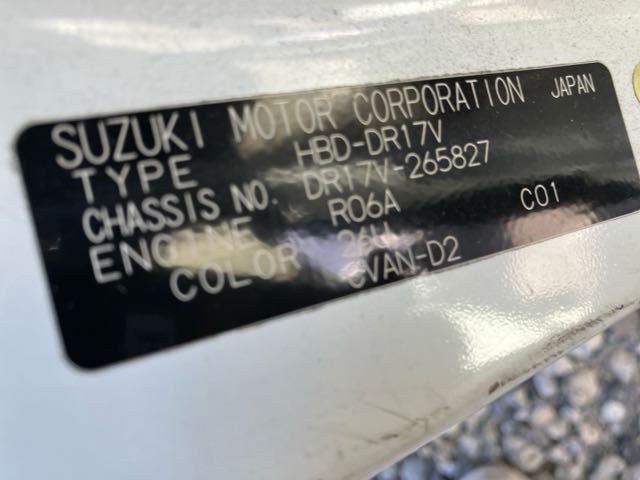 SUZUKI MOTOR CORPORATION JAPAN
TYPE HBD-DR17V
CHASSIS NO. DR17V-265827
ENGINE R06A C01
COLOR 26U
CVAN-D2